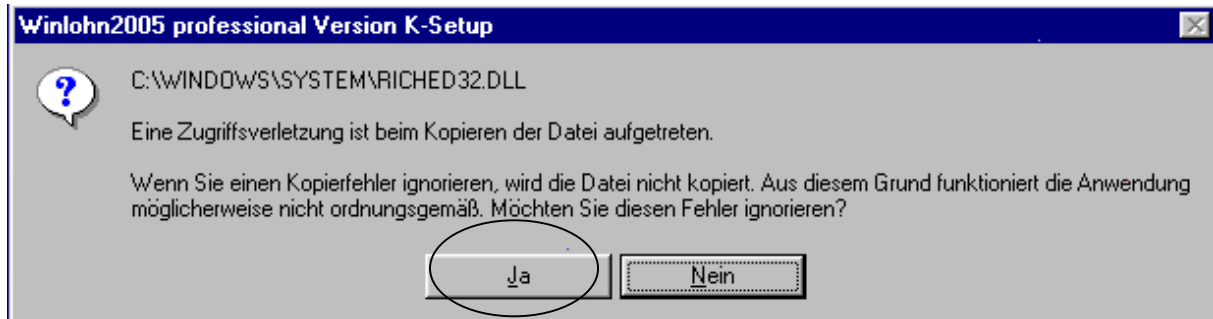 Winlohn2005 professional Version K-Setup
C:\WINDOWS\SYSTEM\RICHED32.DLL
Eine Zugriffsverletzung ist beim Kopieren der Datei aufgetreten.
Wenn Sie einen Kopierfehler ignorieren, wird die Datei nicht kopiert. Aus diesem Grund funktioniert die Anwendung
möglicherweise nicht ordnungsgemäß. Möchten Sie diesen Fehler ignorieren?
Ja Nein